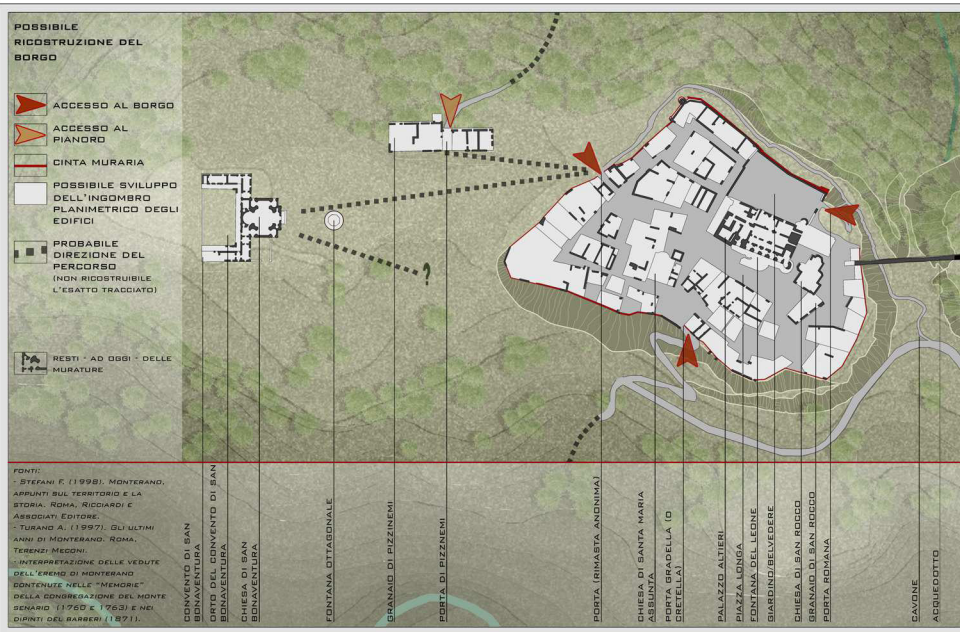 POSSIBILE
RICOSTRUZIONE DEL
BORGO
ACCESSO AL BORGO
ACCESSO AL
PIANORO
CINTA MURARIA
POSSIBILE SVILUPPO
DELL'INGOMBRO
PLANIMETRICO DEGLI
EDIFICI
PROBABILE
DIREZIONE DEL
PERCORSO
(NON RICOSTRUIBILE
L'ESATTO TRACCIATO)
RESTI - AD OGGI - DELLE
MURATURE
FONTI:
- STEFANI F. (1998). MONTERANO,
APPUNTI SUL TERRITORIO E LA
STORIA. ROMA, RICCIARDI E
ASSOCIATI EDITORE.
- TURANO A. (1997). GLI ULTIMI
ANNI DI MONTERANO. ROMA,
TERENZI MECONI.
- INTERPRETAZIONE DELLE VEDUTE
DELL'EREMO DI MONTERANO
CONTENUTE NELLE "MEMORIE"
DELLA CONGREGAZIONE DEL MONTE
SENARIO (1760 E 1763) E NEI
DIPINTI DEL BARBERI (1871).
CONVENTO DI SAN
BONAVENTURA
ORTO DEL CONVENTO DI SAN
BONAVENTURA
CHIESA DI SAN
BONAVENTURA
FONTANA OTTAGONALE
GRANAIO DI PIZZINEMI
PORTA DI PIZZNEMI
PORTA (RIMASTA ANONIMA)
CHIESA DI SANTA MARIA
ASSUNTA
PORTA GRADELLA (O
CRETELLA)
PALAZZO ALTIERI
PIAZZA LONGA
FONTANA DEL LEONE
GIARDINO/BELVEDERE
CHIESA DI SAN ROCCO
GRANAIO DI SAN ROCCO
PORTA ROMANA
CAVONE
ACQUEDOTTO